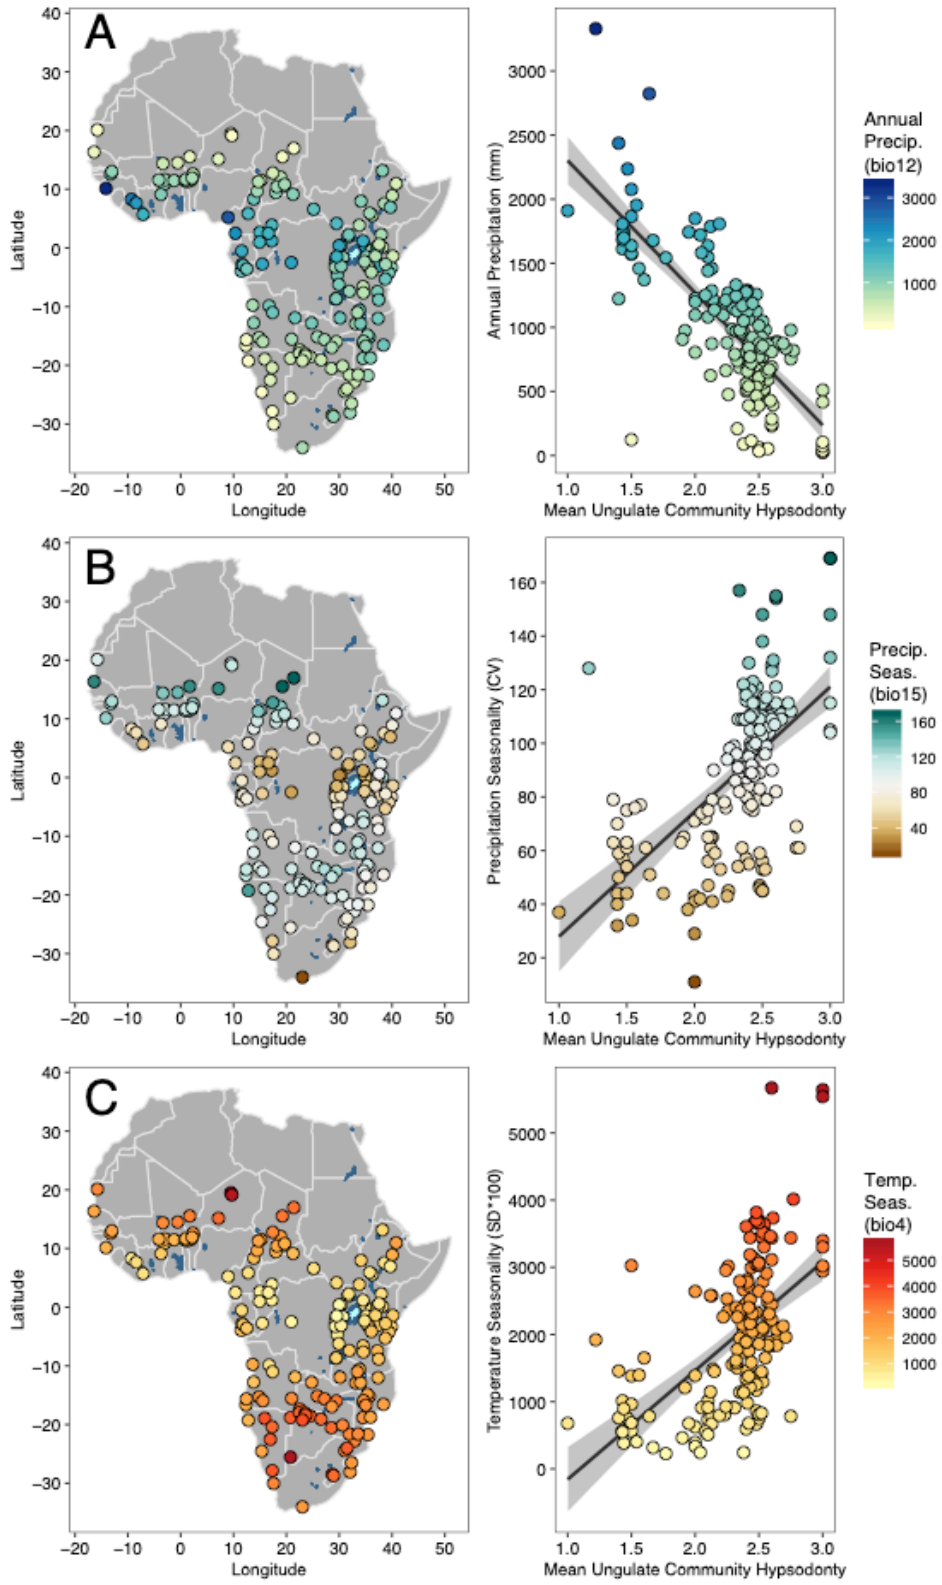 A
40
30
20
10
0
−10
−20
−30
Latitude
−20 −10 0 10 20 30 40 50
Longitude
3000
2500
2000
1500
1000
500
0
Annual Precipitation (mm)
1.0 1.5 2.0 2.5 3.0
Mean Ungulate Community Hypsodonty
Annual
Precip.
(bio12)
3000
2000
1000
B
40
30
20
10
0
−10
−20
−30
Latitude
−20 −10 0 10 20 30 40 50
Longitude
160
140
120
100
80
60
40
20
Precipitation Seasonality (CV)
1.0 1.5 2.0 2.5 3.0
Mean Ungulate Community Hypsodonty
Precip.
Seas.
(bio15)
160
120
80
40
C
40
30
20
10
0
−10
−20
−30
Latitude
−20 −10 0 10 20 30 40 50
Longitude
5000
4000
3000
2000
1000
0
Temperature Seasonality (SD*100)
1.0 1.5 2.0 2.5 3.0
Mean Ungulate Community Hypsodonty
Temp.
Seas.
(bio4)
5000
4000
3000
2000
1000